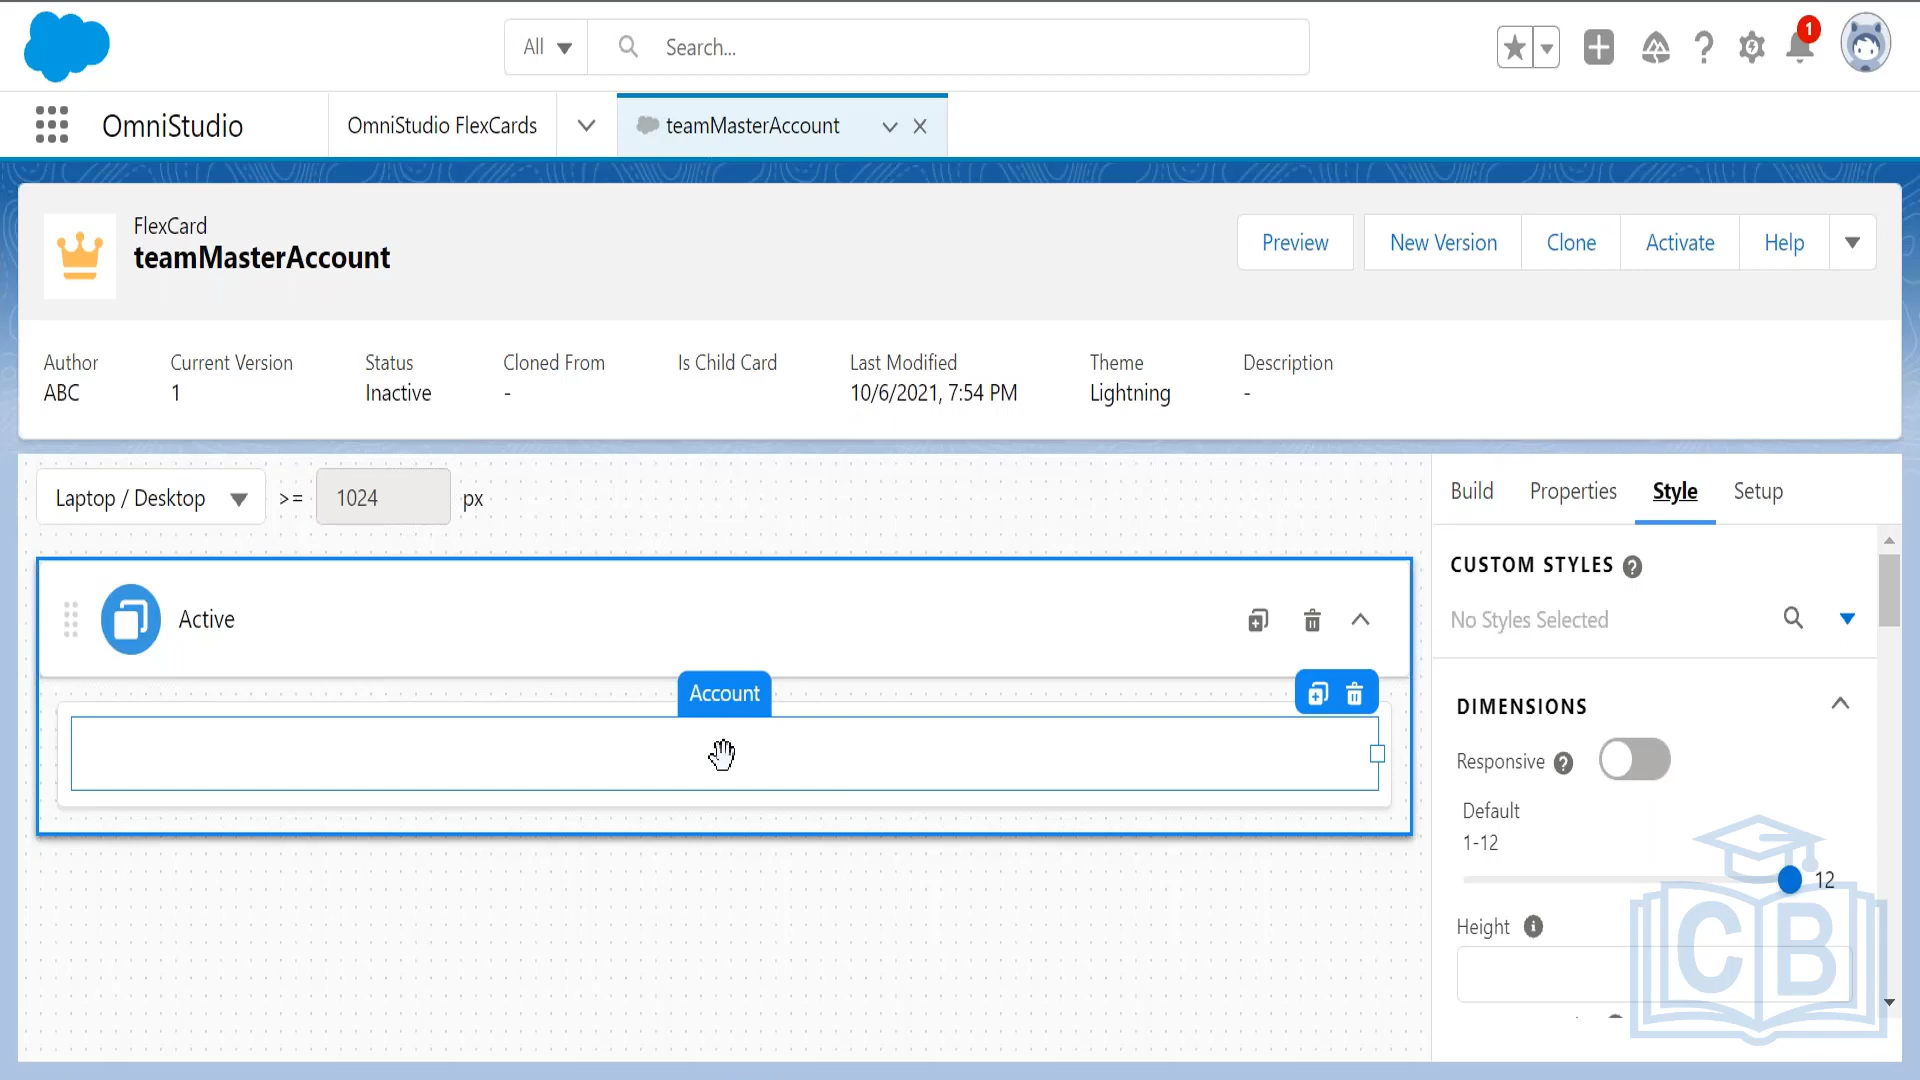 All
Search...
1
OmniStudio
OmniStudio FlexCards
teamMasterAccount
FlexCard
teamMasterAccount
Preview
New Version
Clone
Activate
Help
Author
Current Version
Status
Cloned From
Is Child Card
Last Modified
Theme
Description
ABC
1
Inactive
-
10/6/2021, 7:54 PM
Lightning
-
Laptop / Desktop
>=
1024
px
Build
Properties
Style
Setup
Active
CUSTOM STYLES
No Styles Selected
Account
DIMENSIONS
Responsive
Default
1-12
12
Height
CB